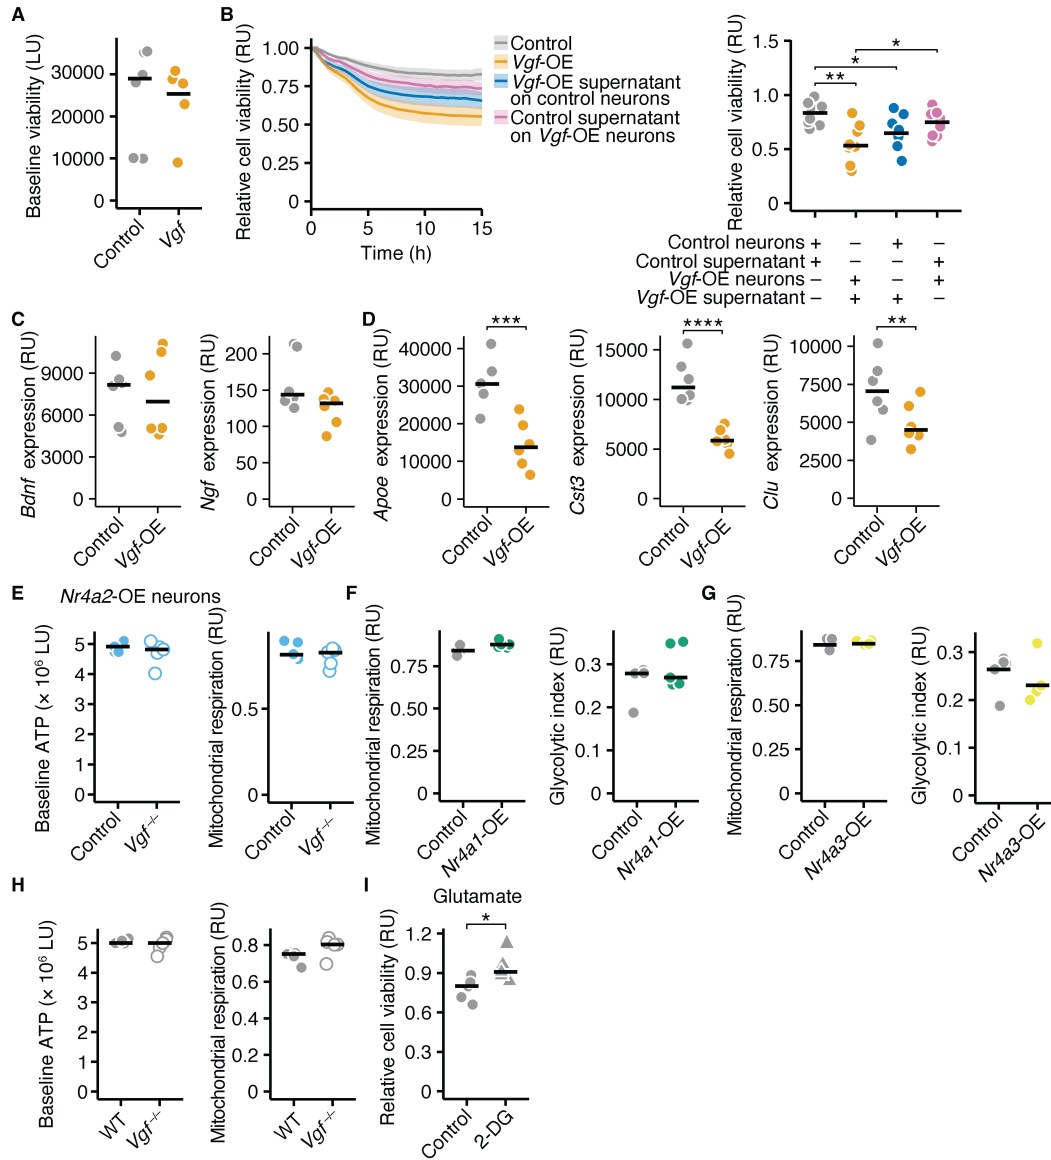 A
Baseline viability (LU)
30000
20000
10000
0
Control
Vgf
B
Relative cell viability (RU)
1.00
0.75
0.50
0.25
0
0
5
10
15
Time (h)
Control
Vgf-OE
Vgf-OE supernatant
on control neurons
Control supernatant
on Vgf-OE neurons
Relative cell viability (RU)
1.5
1.0
0.5
0
*
*
**
Control neurons + – + –
Control supernatant + – – +
Vgf-OE neurons – + – +
Vgf-OE supernatant – + + –
C
Bdnf expression (RU)
9000
6000
3000
0
Control
Vgf-OE
Ngf expression (RU)
200
150
100
50
0
Control
Vgf-OE
D
Apoe expression (RU)
40000
30000
20000
10000
0
***
Control
Vgf-OE
Cst3 expression (RU)
15000
10000
5000
0
****
Control
Vgf-OE
Clu expression (RU)
10000
7500
5000
2500
0
**
Control
Vgf-OE
E
Nr4a2-OE neurons
Baseline ATP (× 10⁶ LU)
5
4
3
2
1
0
Control
Vgf⁻/⁻
Mitochondrial respiration (RU)
0.5
0
Control
Vgf⁻/⁻
F
Mitochondrial respiration (RU)
0.75
0.50
0.25
0
Control
Nr4a1-OE
Glycolytic index (RU)
0.3
0.2
0.1
0
Control
Nr4a1-OE
G
Mitochondrial respiration (RU)
0.75
0.50
0.25
0
Control
Nr4a3-OE
Glycolytic index (RU)
0.3
0.2
0.1
0
Control
Nr4a3-OE
H
Baseline ATP (× 10⁶ LU)
5
4
3
2
1
0
WT
Vgf⁻/⁻
Mitochondrial respiration (RU)
0.8
0.6
0.4
0.2
0
WT
Vgf⁻/⁻
I
Glutamate
Relative cell viability (RU)
1.2
0.9
0.6
0.3
0
*
Control
2-DG